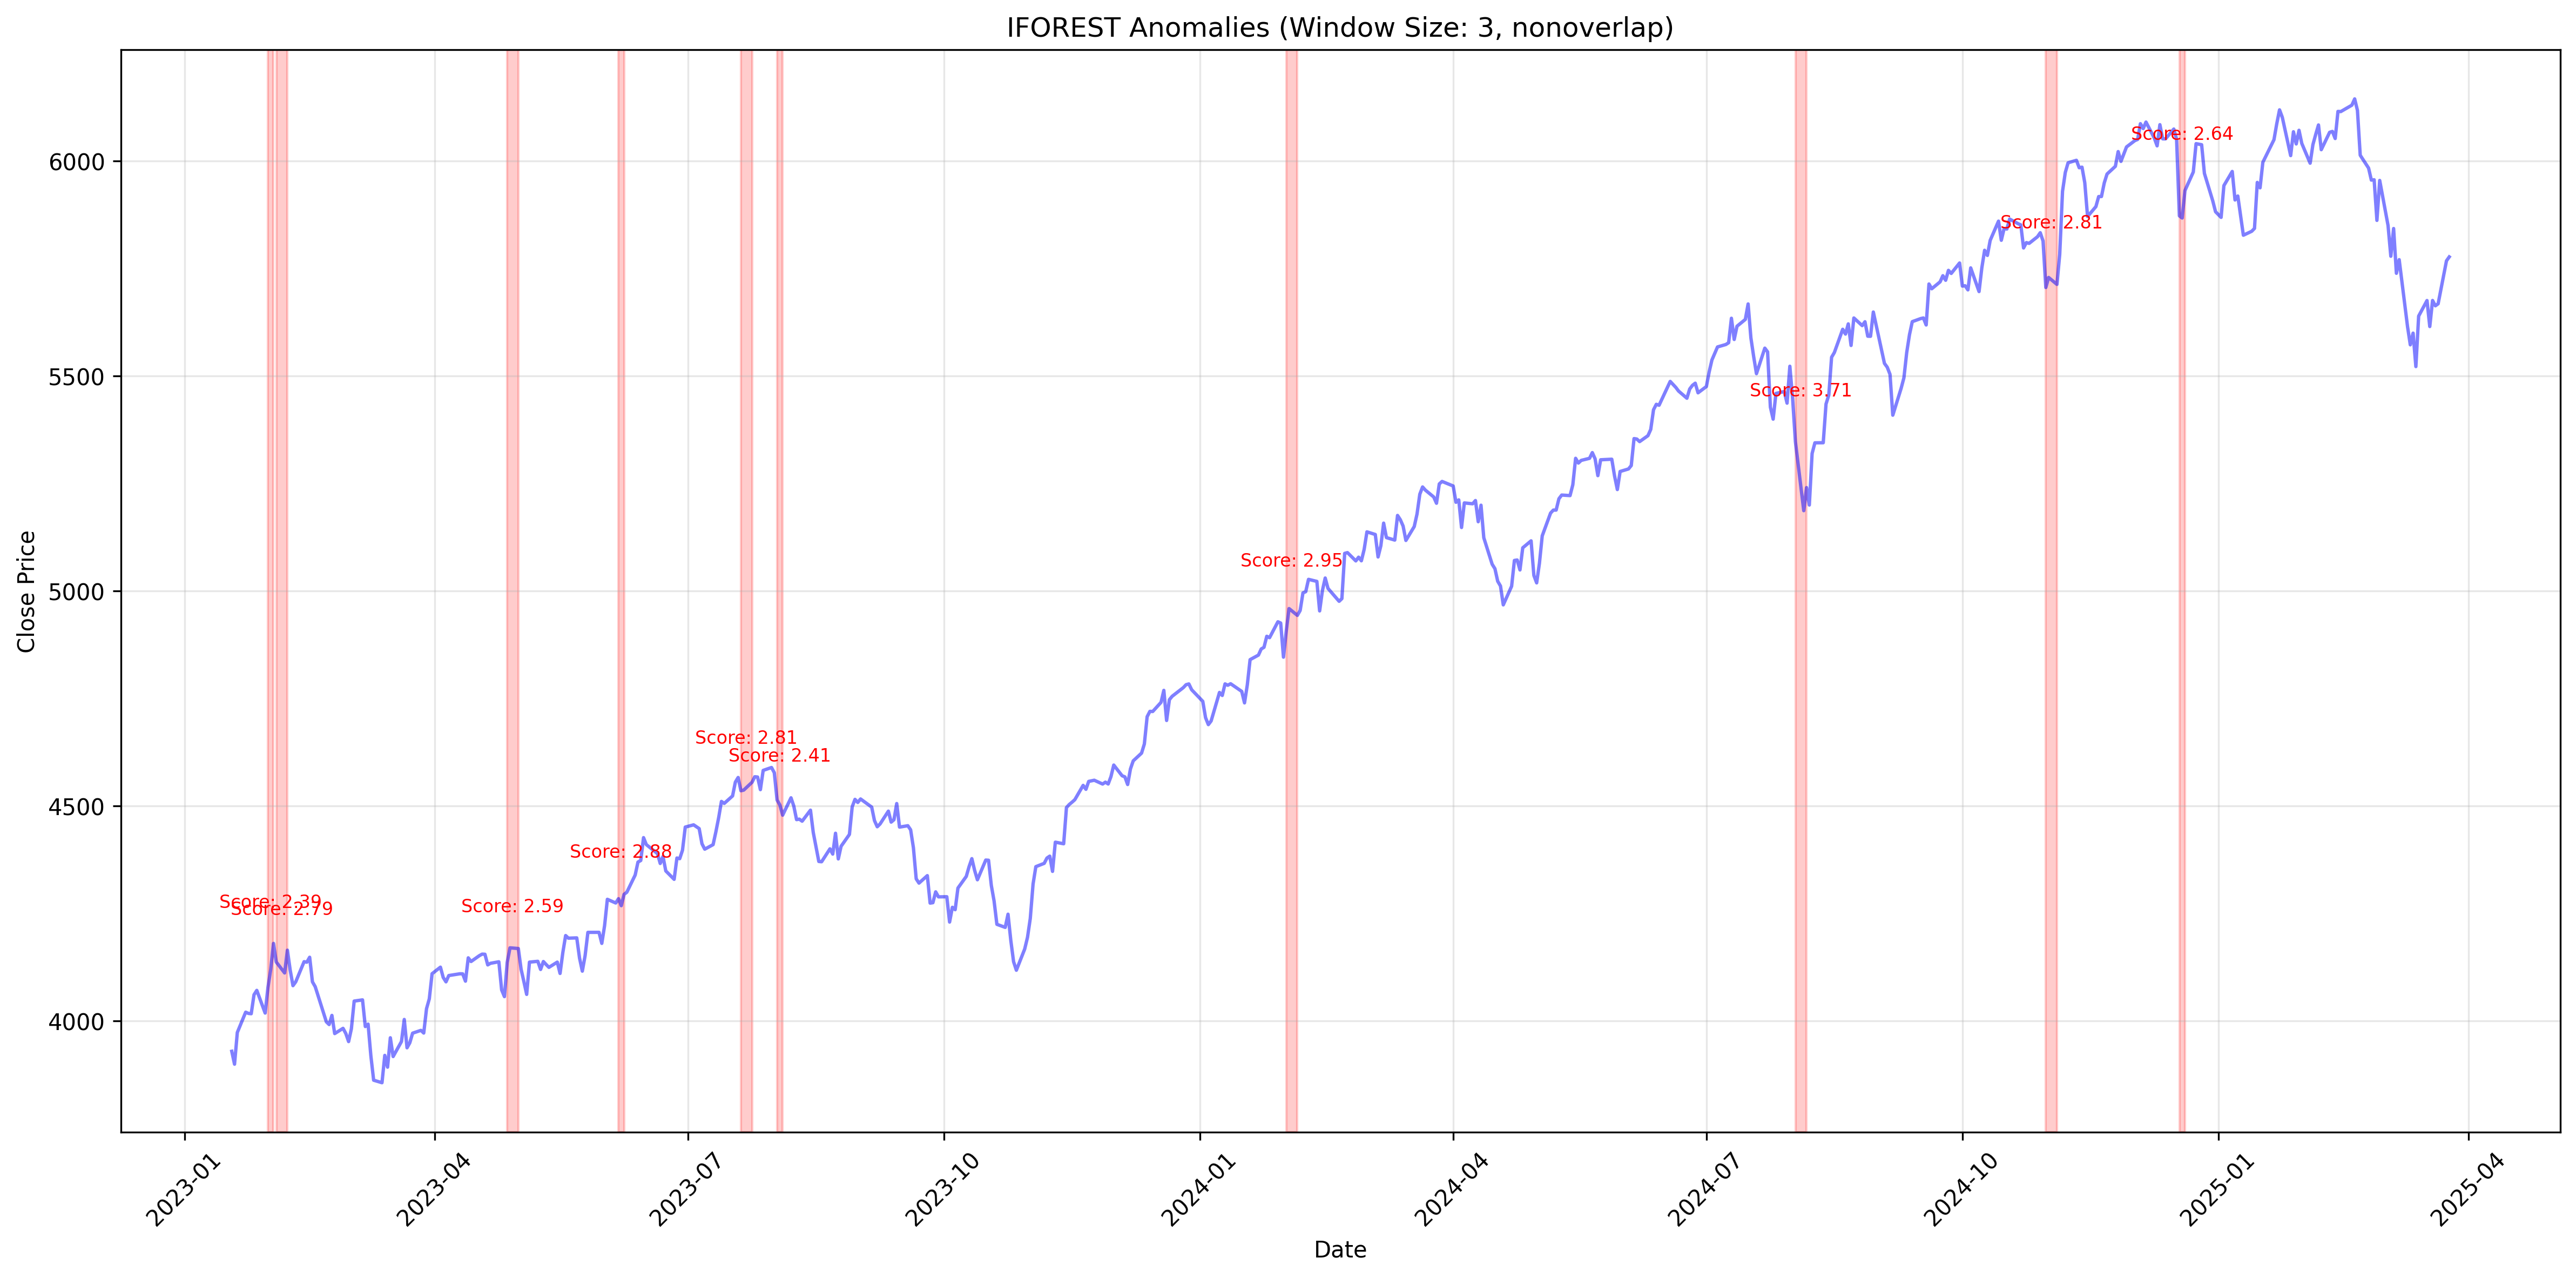 IFOREST Anomalies (Window Size: 3, nonoverlap)
Close Price
6000
5500
5000
4500
4000
Score: 2.39
Score: 2.79
Score: 2.59
Score: 2.88
Score: 2.81
Score: 2.41
Score: 2.95
Score: 3.71
Score: 2.81
Score: 2.64
2023-01
2023-04
2023-07
2023-10
2024-01
2024-04
2024-07
2024-10
2025-01
2025-04
Date